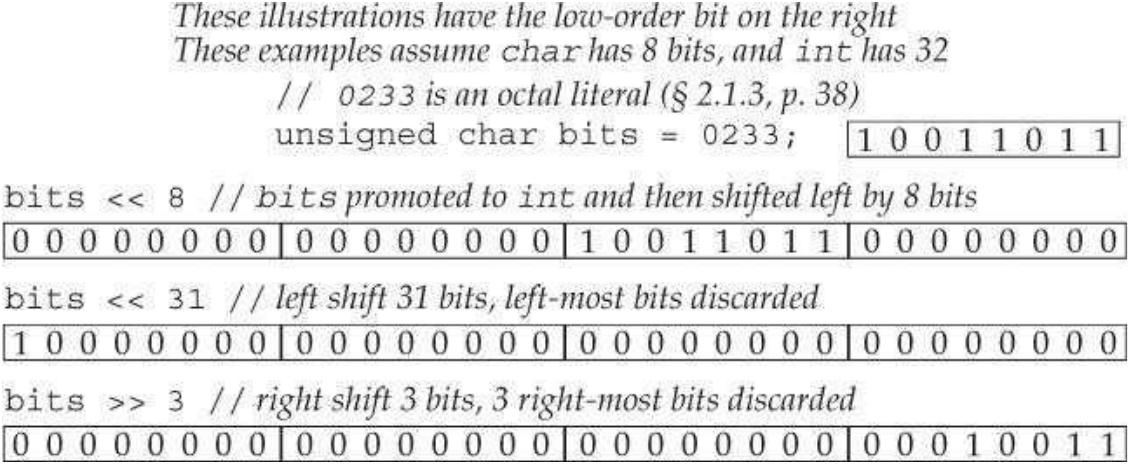 These illustrations have the low-order bit on the right
These examples assume char has 8 bits, and int has 32
// 0233 is an octal literal (§ 2.1.3, p. 38)
unsigned char bits = 0233; 1 0 0 1 1 0 1 1
bits << 8 // bits promoted to int and then shifted left by 8 bits
0 0 0 0 0 0 0 0 0 0 0 0 0 0 0 0 1 0 0 1 1 0 1 1 0 0 0 0 0 0 0 0
bits << 31 // left shift 31 bits, left-most bits discarded
1 0 0 0 0 0 0 0 0 0 0 0 0 0 0 0 0 0 0 0 0 0 0 0 0 0 0 0 0 0 0 0
bits >> 3 // right shift 3 bits, 3 right-most bits discarded
0 0 0 0 0 0 0 0 0 0 0 0 0 0 0 0 0 0 0 0 0 0 0 0 0 0 0 1 0 0 1 1